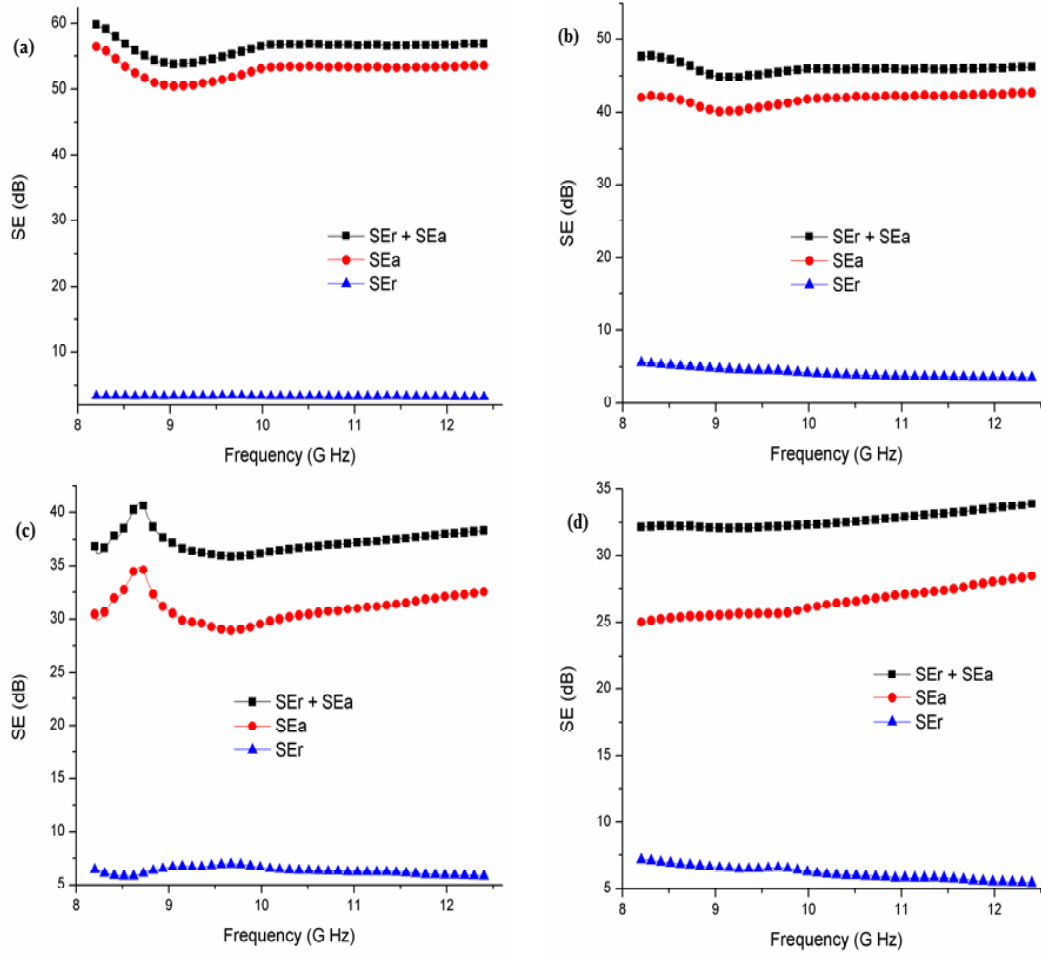 (a)
SE (dB)
60
50
40
30
20
10
SEr + SEa
SEa
SEr
8 9 10 11 12
Frequency (G Hz)
(b)
SE (dB)
50
40
30
20
10
0
SEr + SEa
SEa
SEr
8 9 10 11 12
Frequency (G Hz)
(c)
SE (dB)
40
35
30
25
20
15
10
5
SEr + SEa
SEa
SEr
8 9 10 11 12
Frequency (G Hz)
(d)
SE (dB)
35
30
25
20
15
10
5
SEr + SEa
SEa
SEr
8 9 10 11 12
Frequency (G Hz)